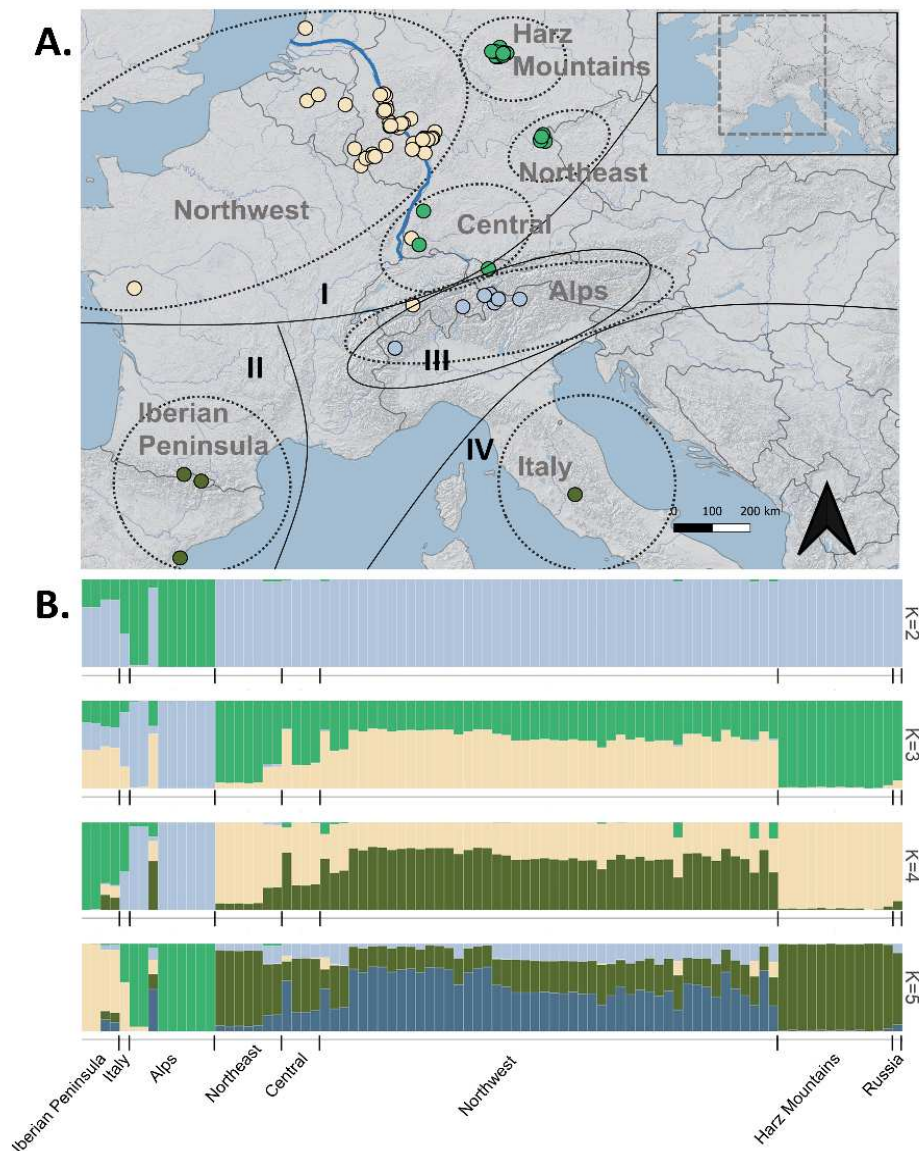 A.
Harz
Mountains
Northeast
Northwest
Central
I
Alps
II
III
Iberian
Peninsula
IV
Italy
0 100 200 km
B.
K=2
K=3
K=4
K=5
Iberian Peninsula
Italy
Alps
Northeast
Central
Northwest
Harz Mountains
Russia